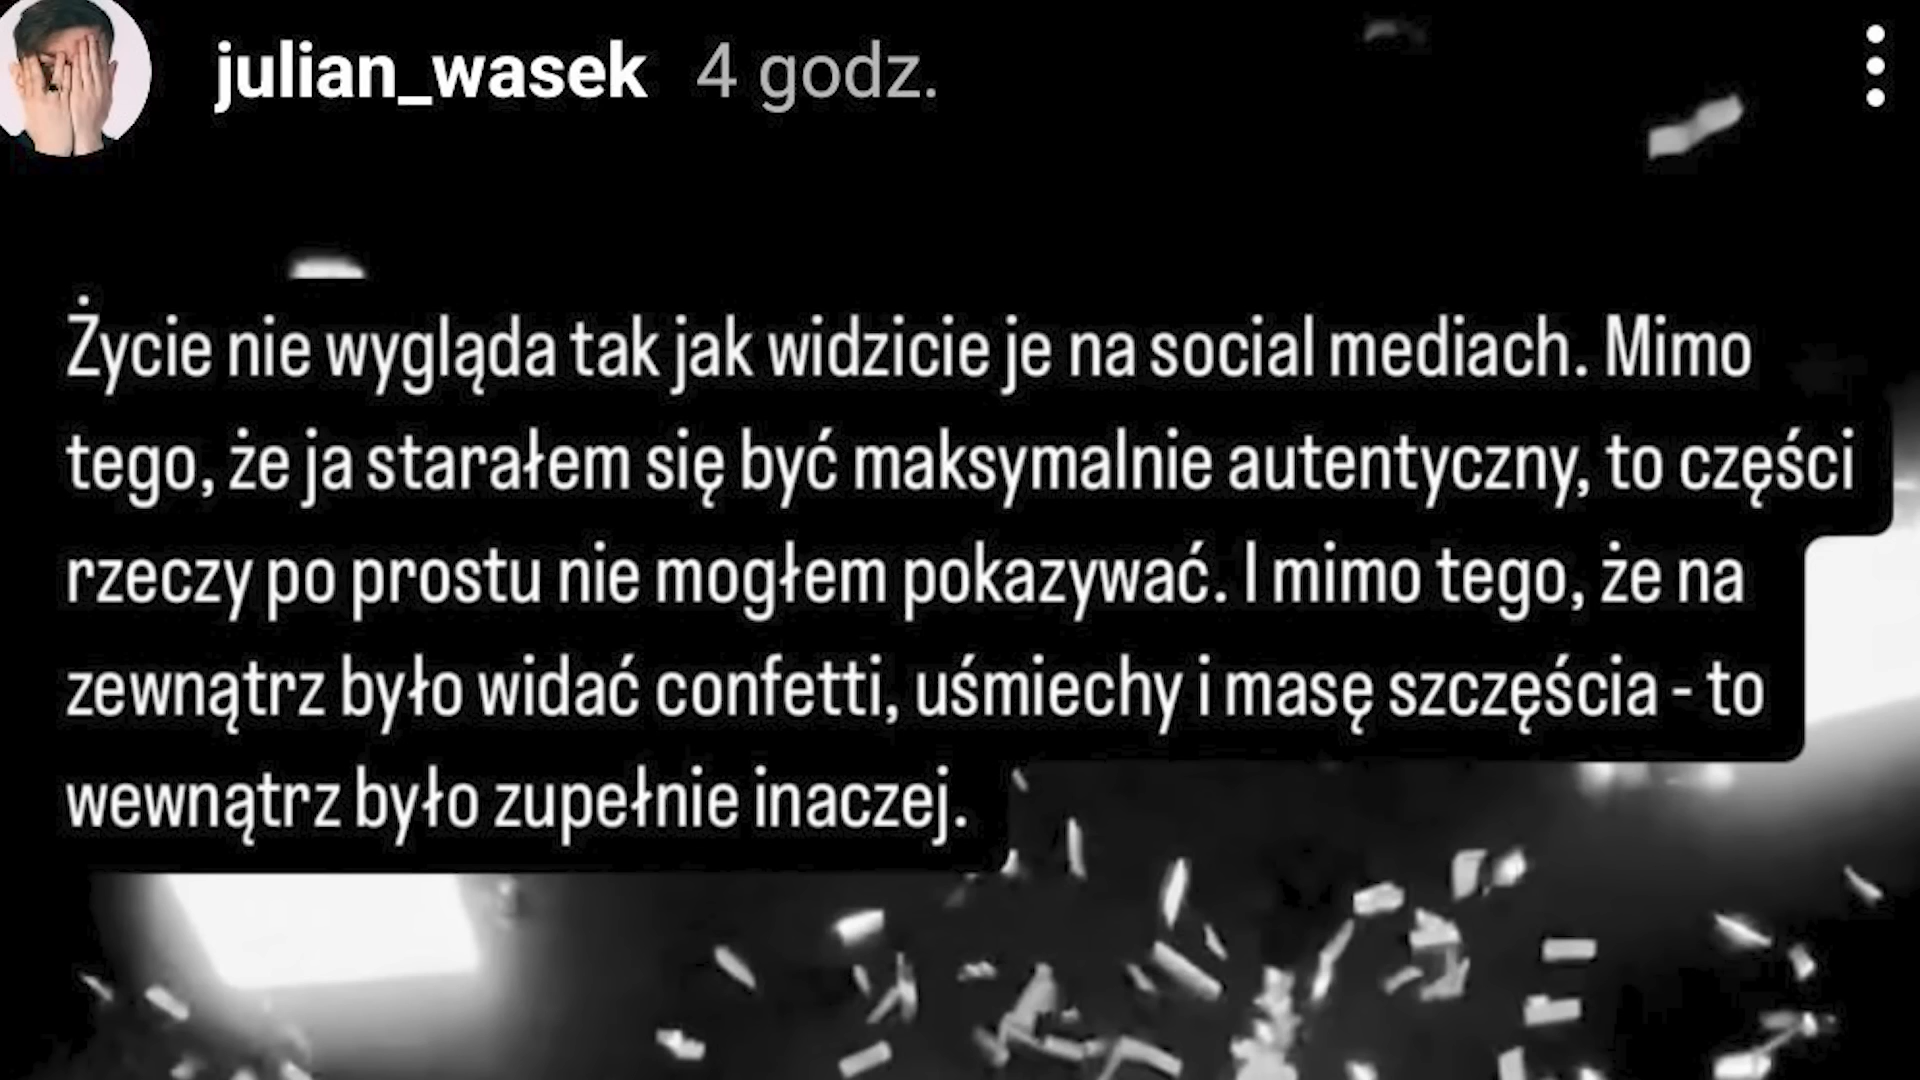 julian_wasek 4 godz.
Życie nie wygląda tak jak widzicie je na social mediach. Mimo
tego, że ja starałem się być maksymalnie autentyczny, to części
rzeczy po prostu nie mogłem pokazywać. I mimo tego, że na
zewnątrz było widać confetti, uśmiechy i masę szczęścia - to
wewnątrz było zupełnie inaczej.